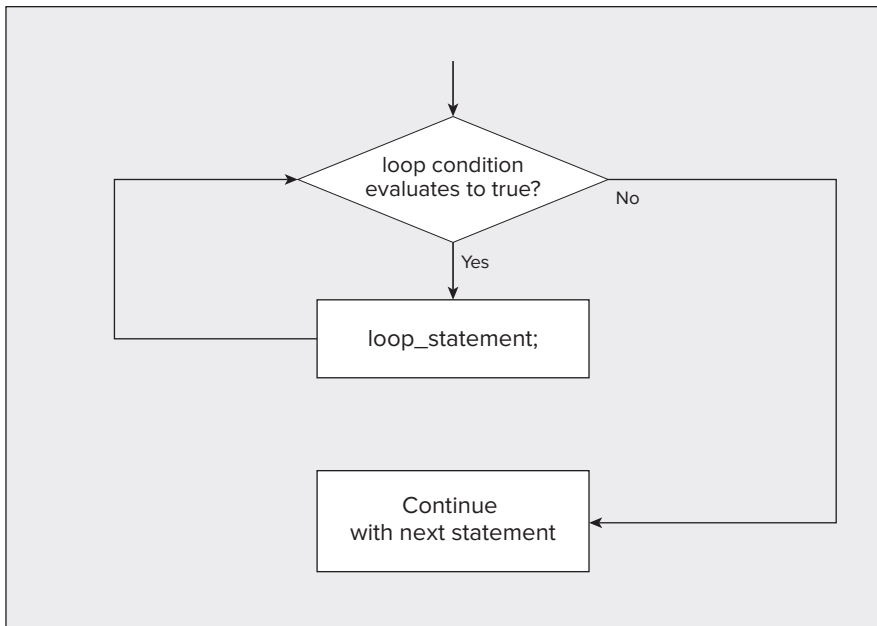 loop condition
evaluates to true?
No
Yes
loop_statement;
Continue
with next statement